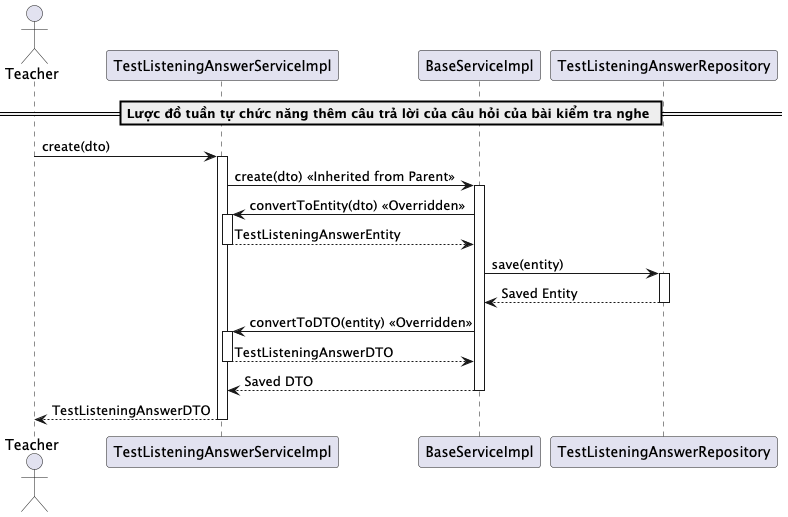 Teacher
TestListeningAnswerServiceImpl
BaseServiceImpl
TestListeningAnswerRepository
Lược đồ tuần tự chức năng thêm câu trả lời của câu hỏi của bài kiểm tra nghe
create(dto)
create(dto) «Inherited from Parent»
convertToEntity(dto) «Overridden»
TestListeningAnswerEntity
save(entity)
Saved Entity
convertToDTO(entity) «Overridden»
TestListeningAnswerDTO
Saved DTO
TestListeningAnswerDTO
Teacher
TestListeningAnswerServiceImpl
BaseServiceImpl
TestListeningAnswerRepository